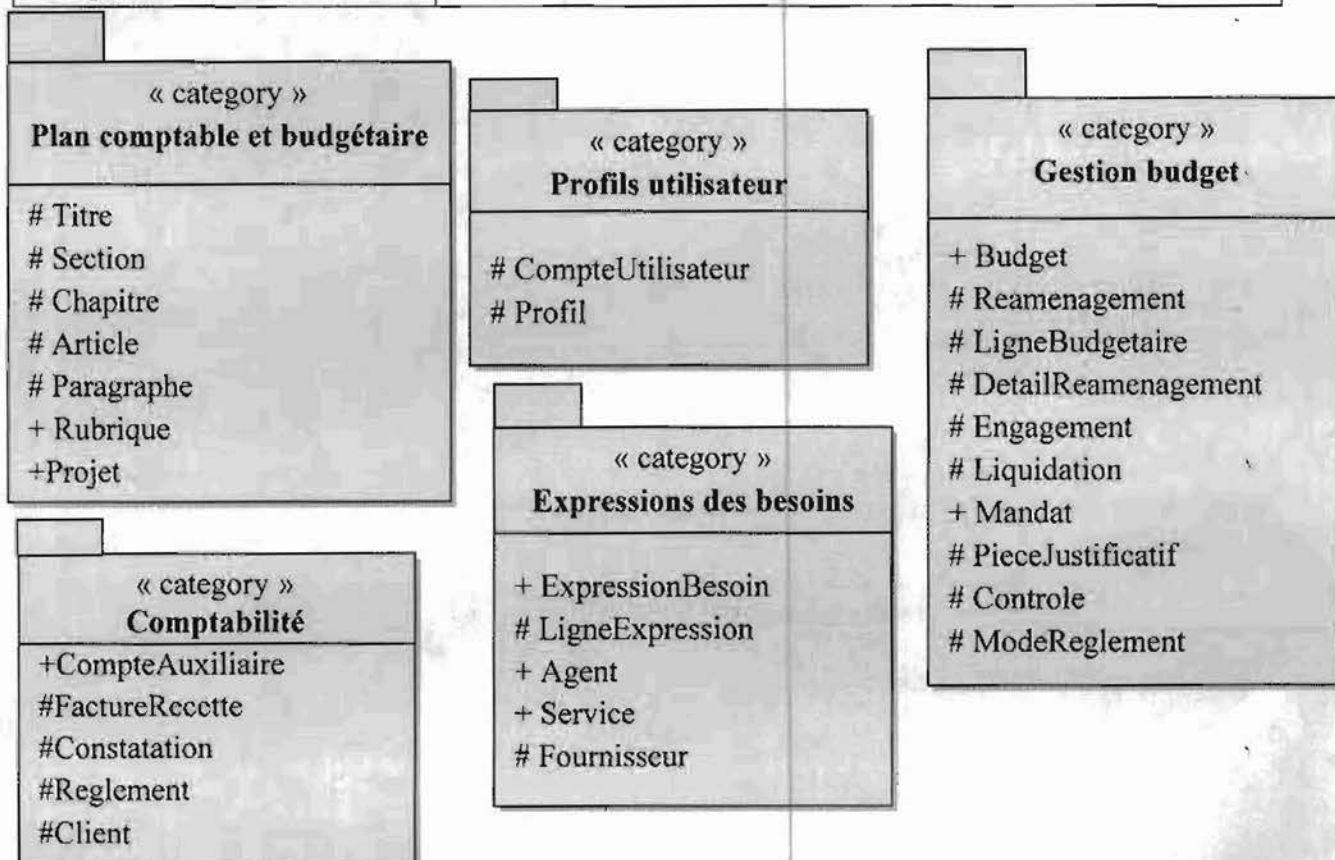 « category »
Plan comptable et budgétaire
# Titre
# Section
# Chapitre
# Article
# Paragraphe
+ Rubrique
+Projet
« category »
Profils utilisateur
# CompteUtilisateur
# Profil
« category »
Gestion budget
+ Budget
# Reamenagement
# LigneBudgetaire
# DetailReamenagement
# Engagement
# Liquidation
+ Mandat
# PieceJustificatif
# Controle
# ModeReglement
« category »
Comptabilité
+CompteAuxiliaire
#FactureRecette
#Constatation
#Reglement
#Client
« category »
Expressions des besoins
+ ExpressionBesoin
# LigneExpression
+ Agent
+ Service
# Fournisseur